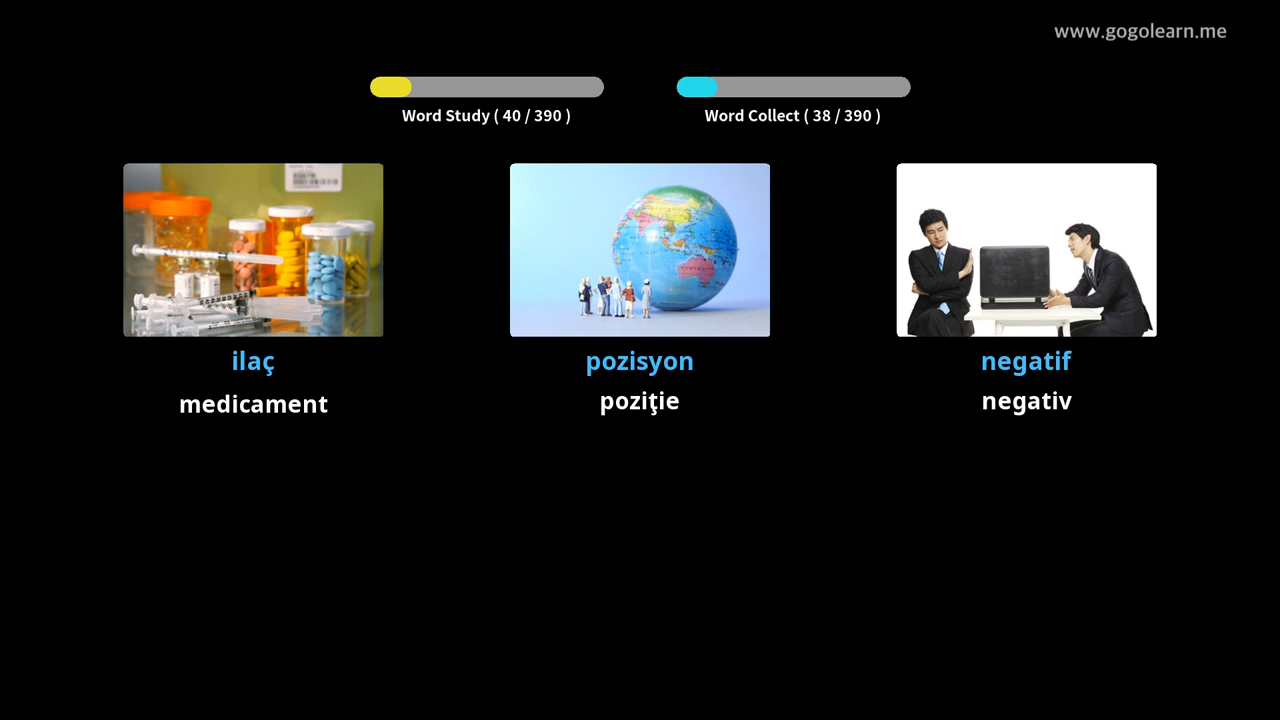 www.gogolearn.me
Word Study ( 40 / 390 )
Word Collect ( 38 / 390 )
ilaç
pozisyon
negatif
medicament
poziţie
negativ